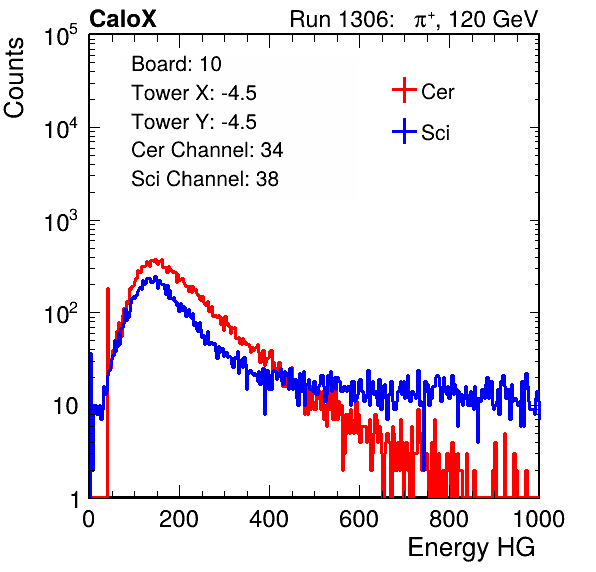 CaloX Run 1306: π⁺, 120 GeV
Counts
10⁵
10⁴
10³
10²
10
1
Board: 10
Tower X: -4.5
Tower Y: -4.5
Cer Channel: 34
Sci Channel: 38
Cer
Sci
0 200 400 600 800 1000
Energy HG